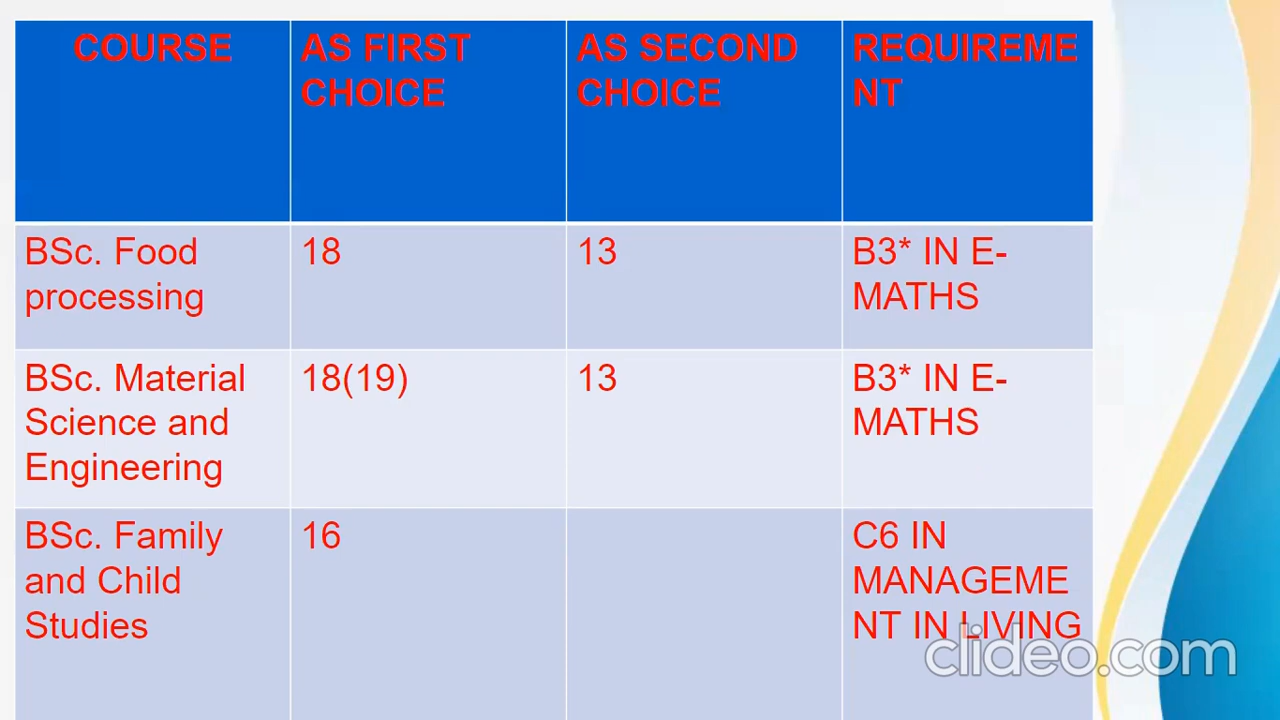 COURSE
AS FIRST CHOICE
AS SECOND CHOICE
REQUIREME
NT
BSc. Food
processing
18
13
B3* IN E-
MATHS
BSc. Material
Science and
Engineering
18(19)
13
B3* IN E-
MATHS
BSc. Family
and Child
Studies
16
C6 IN
MANAGEME
NT IN LIVING
clideo.com